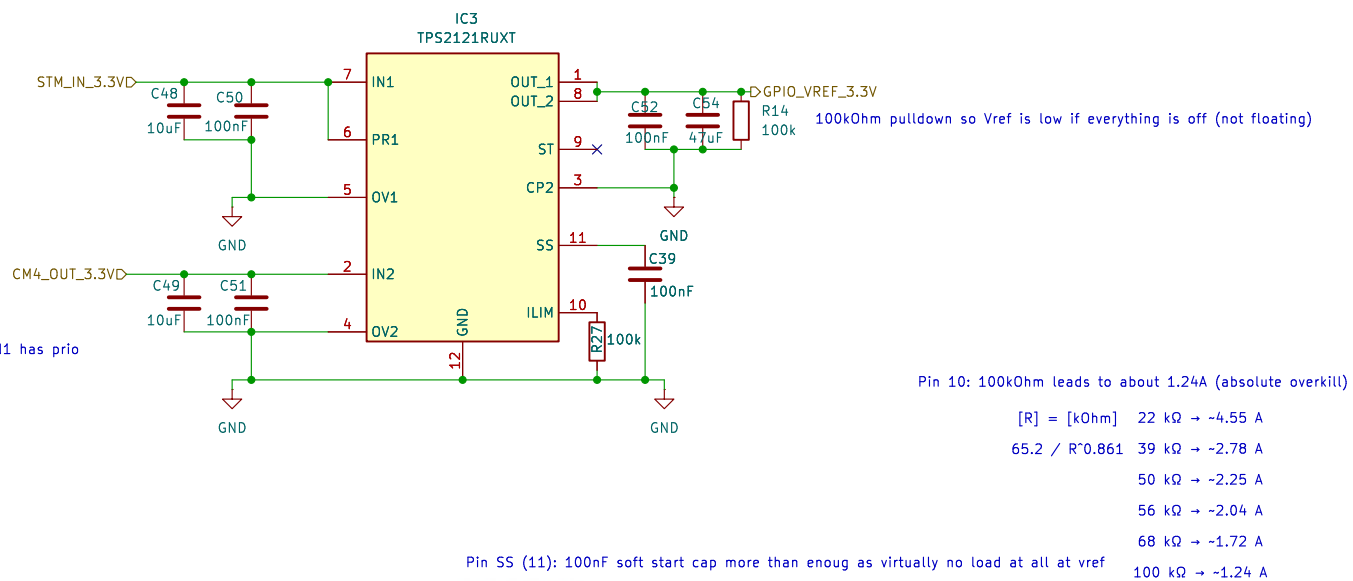 IC3
TPS2121RUXT
STM_IN_3.3V
7
IN1
OUT_1
1
GPIO_VREF_3.3V
C48
C50
OUT_2
8
C52
C54
R14
10uF
100nF
100nF
47uF
100k
100kOhm pulldown so Vref is low if everything is off (not floating)
6
PR1
ST
9
5
OV1
CP2
3
GND
GND
SS
11
CM4_OUT_3.3V
2
IN2
C39
C49
C51
100nF
10uF
100nF
ILIM
10
4
OV2
GND
R27
100k
has prio
12
GND
GND
Pin 10: 100kOhm leads to about 1.24A (absolute overkill)
[R] = [kOhm]
22 kΩ → ~4.55 A
65.2 / R^0.861
39 kΩ → ~2.78 A
50 kΩ → ~2.25 A
56 kΩ → ~2.04 A
68 kΩ → ~1.72 A
Pin SS (11): 100nF soft start cap more than enoug as virtually no load at all at vref
100 kΩ → ~1.24 A